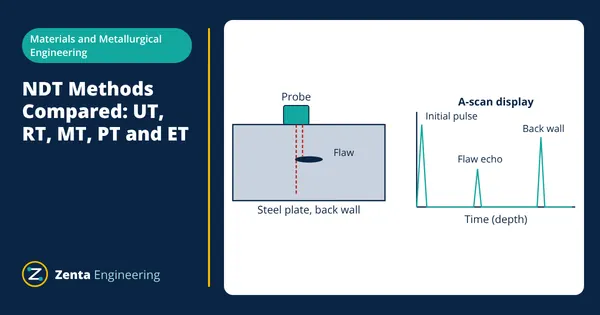 Materials and Metallurgical
Engineering
NDT Methods
Compared: UT,
RT, MT, PT and ET
Zenta Engineering
Probe
Flaw
Steel plate, back wall
A-scan display
Initial pulse
Back wall
Flaw echo
Time (depth)